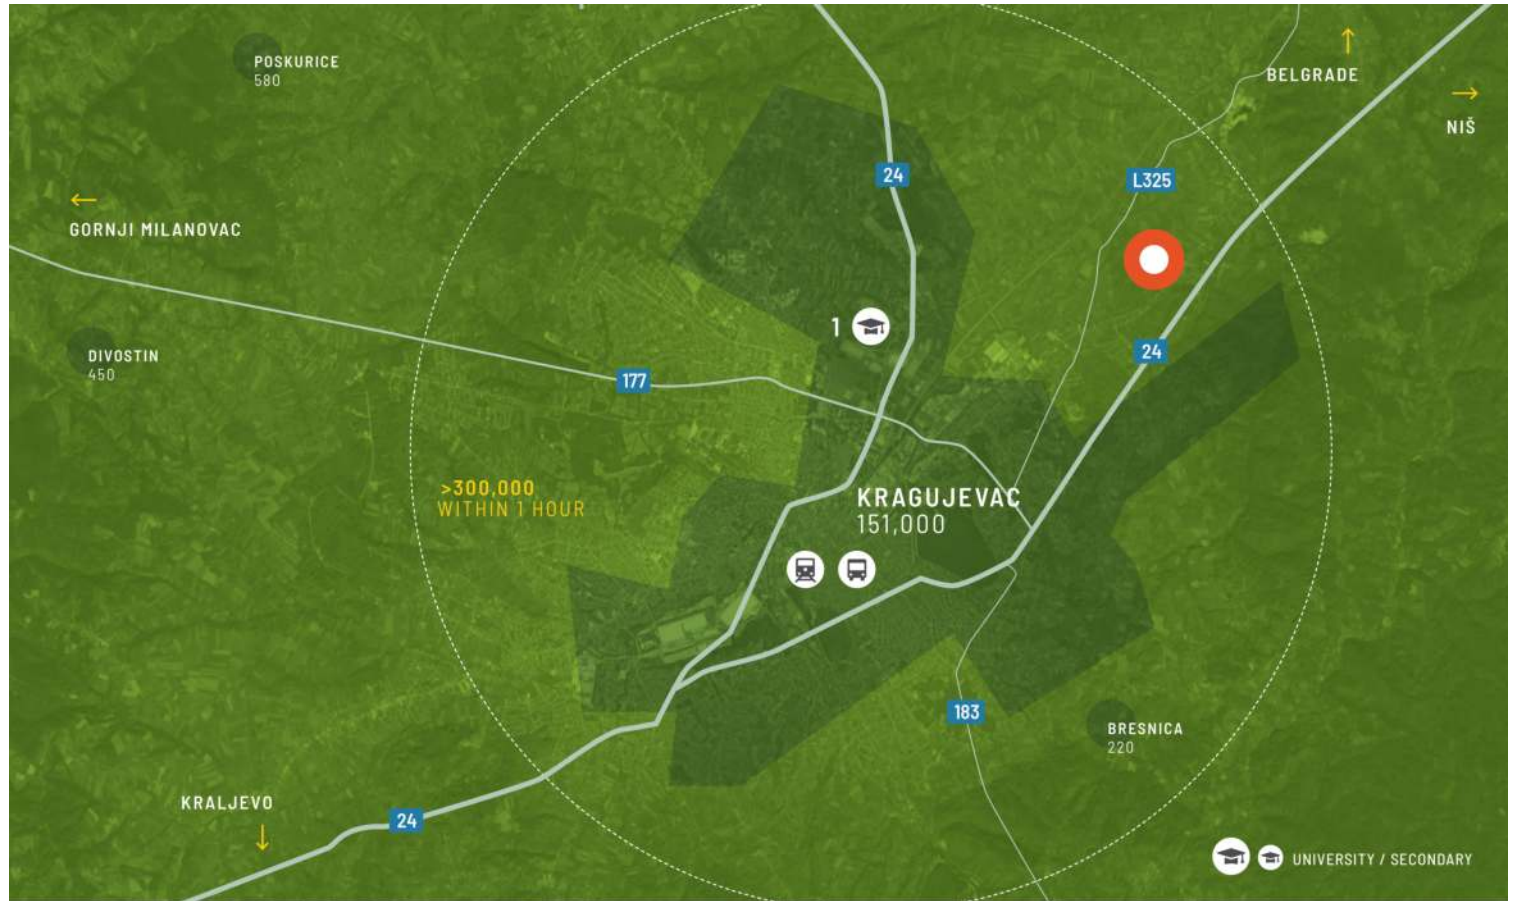 POSKURICE
580
BELGRADE
NIŠ
24
L325
GORNJI MILANOVAC
1
DIVOSTIN
450
24
177
>300,000
WITHIN 1 HOUR
KRAGUJEVAC
151,000
183
BRESNICA
220
KRALJEVO
24
UNIVERSITY / SECONDARY